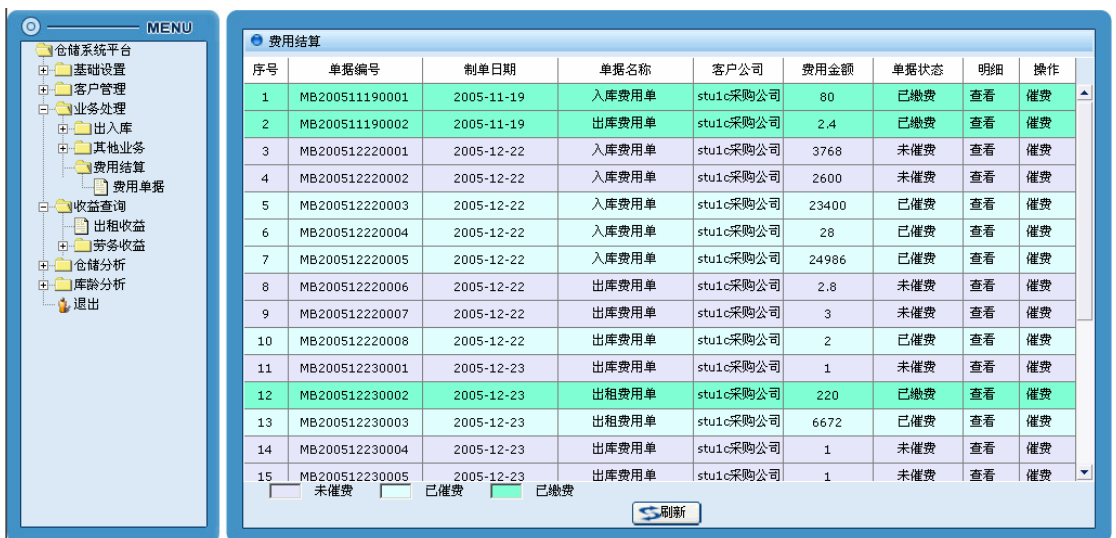 MENU
仓储系统平台
基础设置
客户管理
业务处理
出入库
其他业务
费用结算
费用单据
收益查询
出租收益
劳务收益
仓储分析
库龄分析
退出
费用结算
序号 单据编号 制单日期 单据名称 客户公司 费用金额 单据状态 明细 操作
1 MB200511190001 2005-11-19 入库费用单 stu1c采购公司 80 已缴费 查看 催费
2 MB200511190002 2005-11-19 出库费用单 stu1c采购公司 2.4 已缴费 查看 催费
3 MB200512220001 2005-12-22 入库费用单 stu1c采购公司 3768 未催费 查看 催费
4 MB200512220002 2005-12-22 入库费用单 stu1c采购公司 2600 未催费 查看 催费
5 MB200512220003 2005-12-22 入库费用单 stu1c采购公司 23400 已催费 查看 催费
6 MB200512220004 2005-12-22 入库费用单 stu1c采购公司 28 已催费 查看 催费
7 MB200512220005 2005-12-22 入库费用单 stu1c采购公司 24986 已催费 查看 催费
8 MB200512220006 2005-12-22 出库费用单 stu1c采购公司 2.8 未催费 查看 催费
9 MB200512220007 2005-12-22 出库费用单 stu1c采购公司 3 未催费 查看 催费
10 MB200512220008 2005-12-22 出库费用单 stu1c采购公司 2 已催费 查看 催费
11 MB200512230001 2005-12-23 出库费用单 stu1c采购公司 1 未催费 查看 催费
12 MB200512230002 2005-12-23 出租费用单 stu1c采购公司 220 已缴费 查看 催费
13 MB200512230003 2005-12-23 出租费用单 stu1c采购公司 6672 已催费 查看 催费
14 MB200512230004 2005-12-23 出库费用单 stu1c采购公司 1 未催费 查看 催费
15 MB200512230005 2005-12-23 出库费用单 stu1c采购公司 1 未催费 查看 催费
未催费 已催费 已缴费
刷新